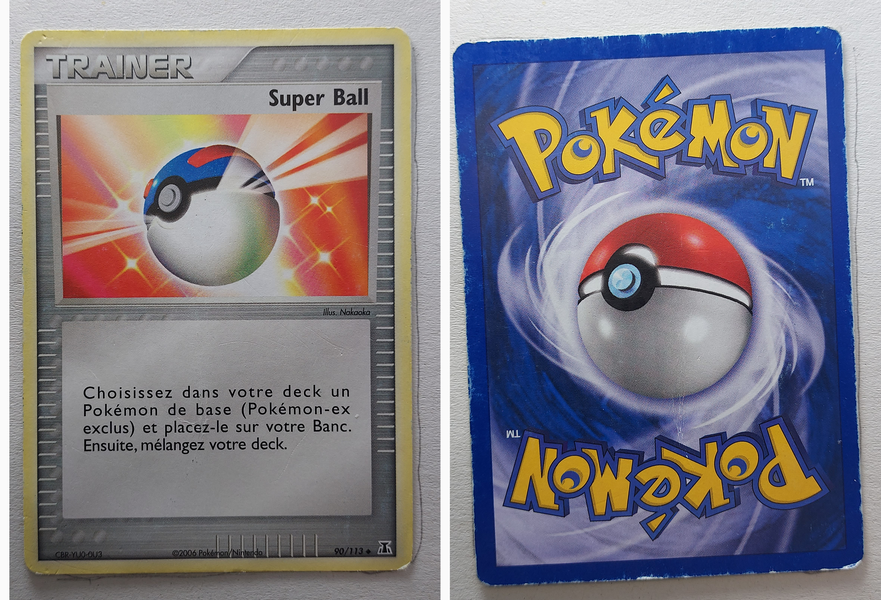 TRAINER
Super Ball
Illus. Nakaoka
Choisissez dans votre deck un
Pokémon de base (Pokémon-ex
exclus) et placez-le sur votre Banc.
Ensuite, mélangez votre deck.
©2006 Pokémon/Nintendo
90/113
POKéMON
TM
TM
POKéMON